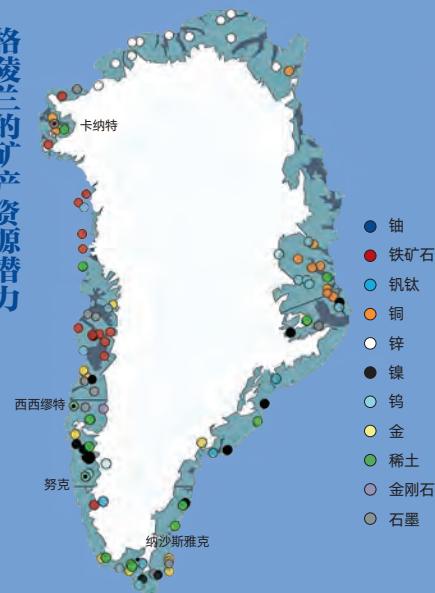 格陵兰的矿产资源潜力
卡纳特
西西缪特
努克
纳沙斯雅克
铀
铁矿石
钒钛
铜
锌
镍
钨
金
稀土
金刚石
石墨